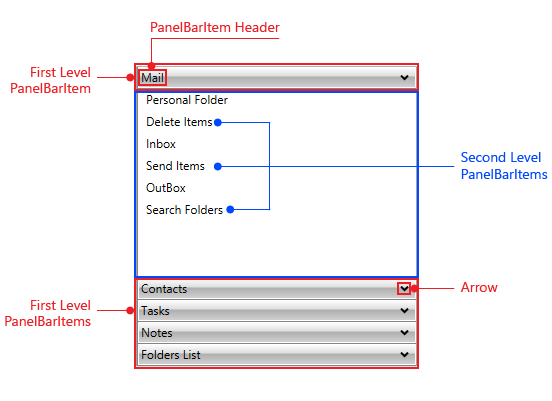 PanelBarItem Header
First Level
PanelBarItem
Mail
Personal Folder
Delete Items
Inbox
Send Items
OutBox
Search Folders
Second Level
PanelBarItems
Contacts
Arrow
First Level
PanelBarItems
Tasks
Notes
Folders List